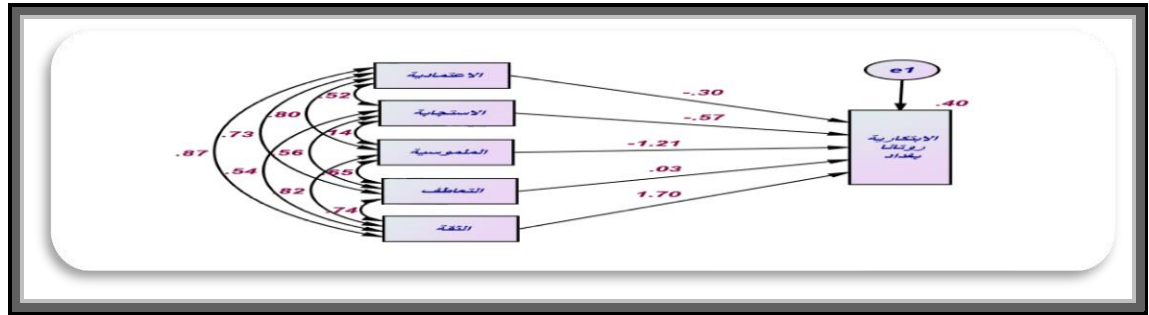 e1
.40
الاعتمادية
-.30
.52
الاستجابة
-.57
.80
.73
.14
الملموسية
-1.21
الابتكارية
روتانا
بغداد
.87
.56
.54
.65
التعاطف
.03
.82
.74
1.70
الثقة